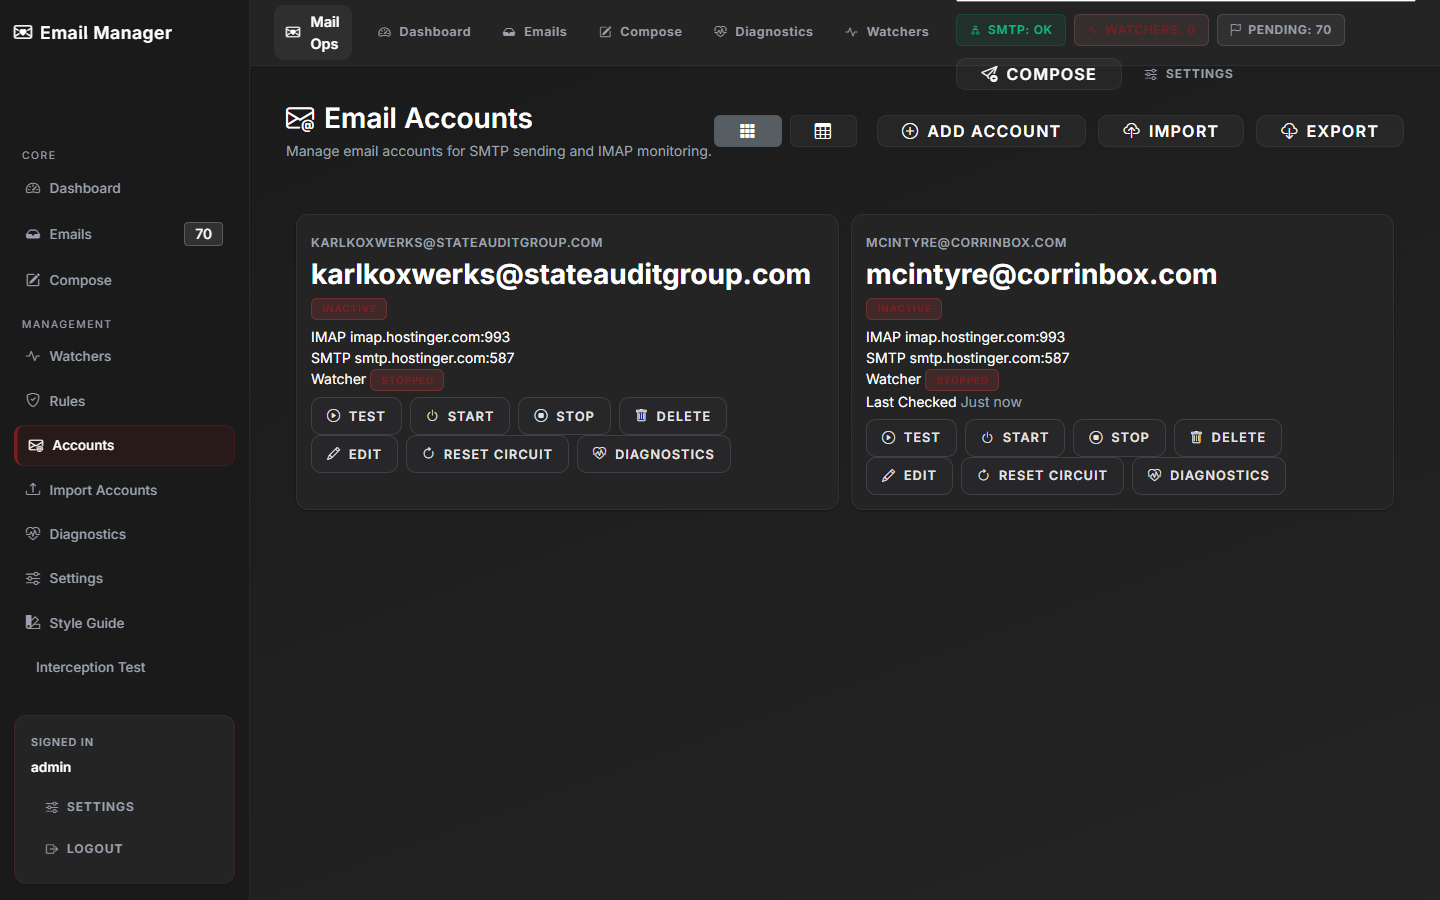 Email Manager
CORE
Dashboard
Emails 70
Compose
MANAGEMENT
Watchers
Rules
Accounts
Import Accounts
Diagnostics
Settings
Style Guide
Interception Test
SIGNED IN
admin
SETTINGS
LOGOUT
Mail Ops
Dashboard
Emails
Compose
Diagnostics
Watchers
SMTP: OK
WATCHERS: 0
PENDING: 70
COMPOSE
SETTINGS
Email Accounts
Manage email accounts for SMTP sending and IMAP monitoring.
ADD ACCOUNT
IMPORT
EXPORT
KARLKOXWERKS@STATEAUDITGROUP.COM
karlkoxwerks@stateauditgroup.com
INACTIVE
IMAP imap.hostinger.com:993
SMTP smtp.hostinger.com:587
Watcher STOPPED
TEST START STOP DELETE
EDIT RESET CIRCUIT DIAGNOSTICS
MCINTYRE@CORRINBOX.COM
mcintyre@corrinbox.com
INACTIVE
IMAP imap.hostinger.com:993
SMTP smtp.hostinger.com:587
Watcher STOPPED
Last Checked Just now
TEST START STOP DELETE
EDIT RESET CIRCUIT DIAGNOSTICS